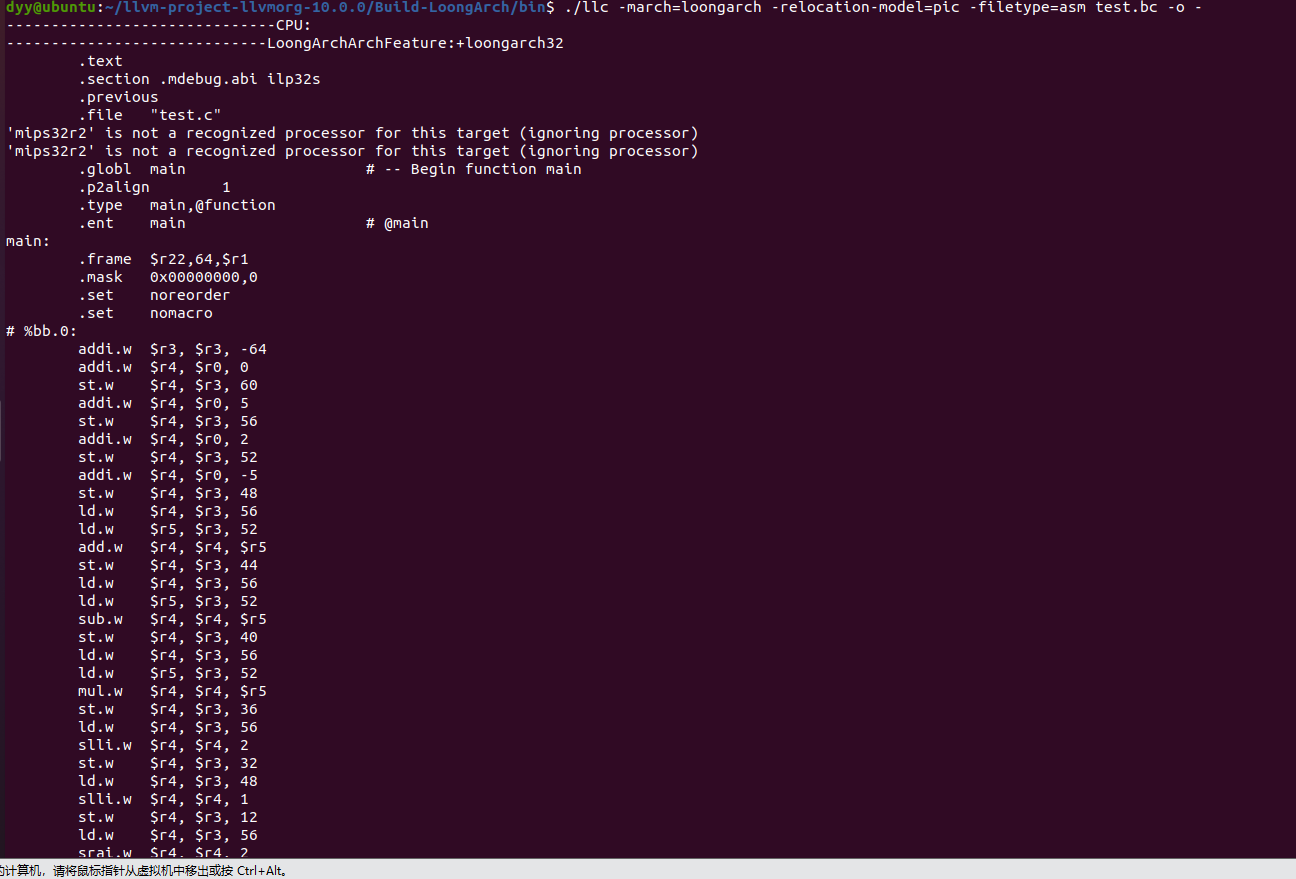 dyy@ubuntu:~/llvm-project-llvmorg-10.0.0/Build-LoongArch/bin$ ./llc -march=loongarch -relocation-model=pic -filetype=asm test.bc -o -
------------------------------CPU:
-----------------------------LoongArchArchFeature:+loongarch32
.text
.section .mdebug.abi ilp32s
.previous
.file "test.c"
'mips32r2' is not a recognized processor for this target (ignoring processor)
'mips32r2' is not a recognized processor for this target (ignoring processor)
.globl main # -- Begin function main
.p2align 1
.type main,@function
.ent main # @main
main:
.frame $r22,64,$r1
.mask 0x00000000,0
.set noreorder
.set nomacro
# %bb.0:
addi.w $r3, $r3, -64
addi.w $r4, $r0, 0
st.w $r4, $r3, 60
addi.w $r4, $r0, 5
st.w $r4, $r3, 56
addi.w $r4, $r0, 2
st.w $r4, $r3, 52
addi.w $r4, $r0, -5
st.w $r4, $r3, 48
ld.w $r4, $r3, 56
ld.w $r5, $r3, 52
add.w $r4, $r4, $r5
st.w $r4, $r3, 44
ld.w $r4, $r3, 56
ld.w $r5, $r3, 52
sub.w $r4, $r4, $r5
st.w $r4, $r3, 40
ld.w $r4, $r3, 56
ld.w $r5, $r3, 52
mul.w $r4, $r4, $r5
st.w $r4, $r3, 36
ld.w $r4, $r3, 56
slli.w $r4, $r4, 2
st.w $r4, $r3, 32
ld.w $r4, $r3, 48
slli.w $r4, $r4, 1
st.w $r4, $r3, 12
ld.w $r4, $r3, 56
srai.w $r4, $r4, 2
的计算机，请将鼠标指针从虚拟机中移出或按 Ctrl+Alt。